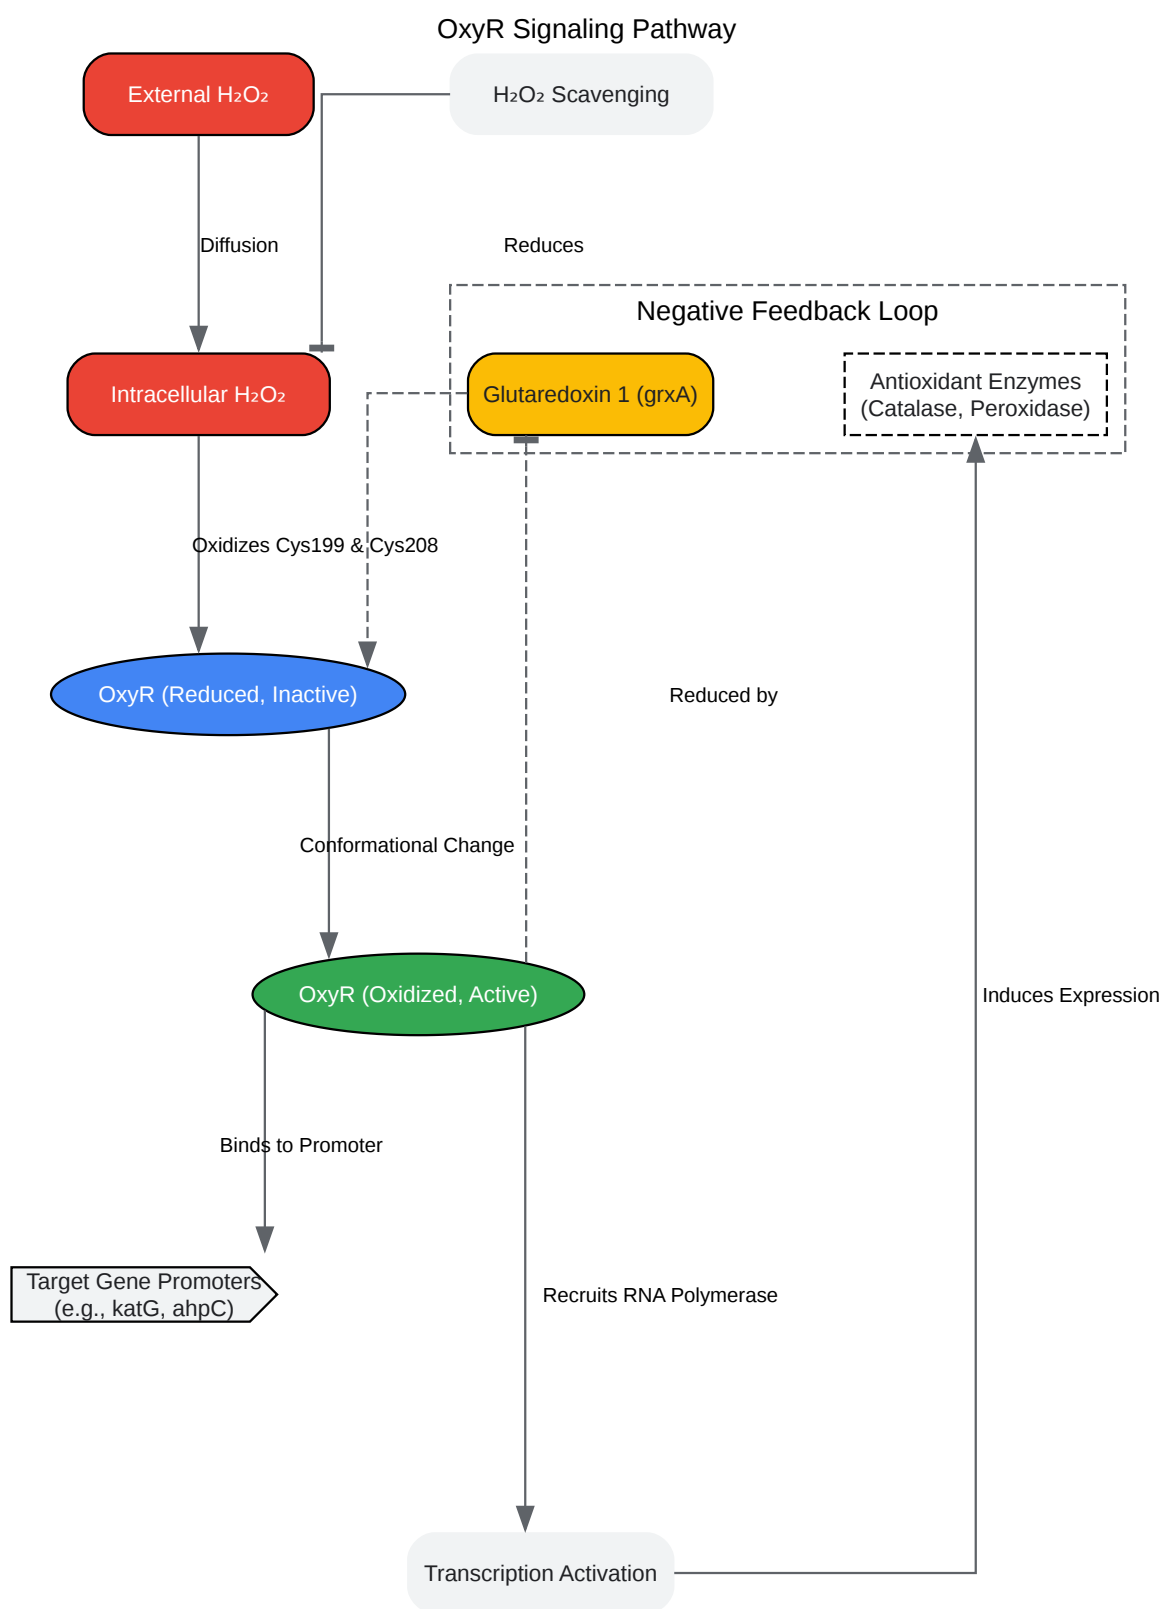 OxyR Signaling Pathway
External H₂O₂
H₂O₂ Scavenging
Diffusion
Reduces
Negative Feedback Loop
Intracellular H₂O₂
Glutaredoxin 1 (grxA)
Antioxidant Enzymes
(Catalase, Peroxidase)
Oxidizes Cys199 & Cys208
OxyR (Reduced, Inactive)
Reduced by
Conformational Change
OxyR (Oxidized, Active)
Induces Expression
Binds to Promoter
Target Gene Promoters
(e.g., katG, ahpC)
Recruits RNA Polymerase
Transcription Activation